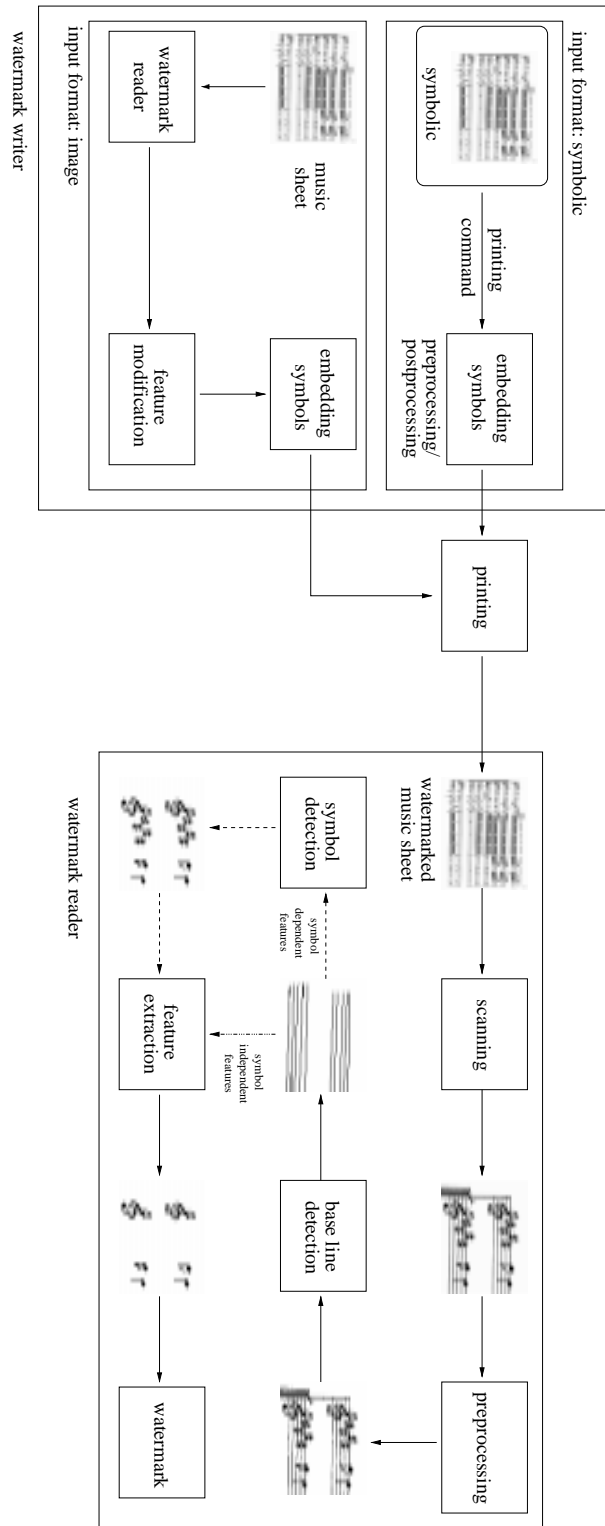 input format: symbolic
symbolic
printing
command
embedding
symbols
preprocessing/
postprocessing
input format: image
music
sheet
watermark
reader
feature
modification
embedding
symbols
watermark writer
printing
watermarked
music sheet
scanning
preprocessing
base line
detection
symbol
dependent
features
symbol
independent
features
symbol
detection
feature
extraction
watermark
watermark reader